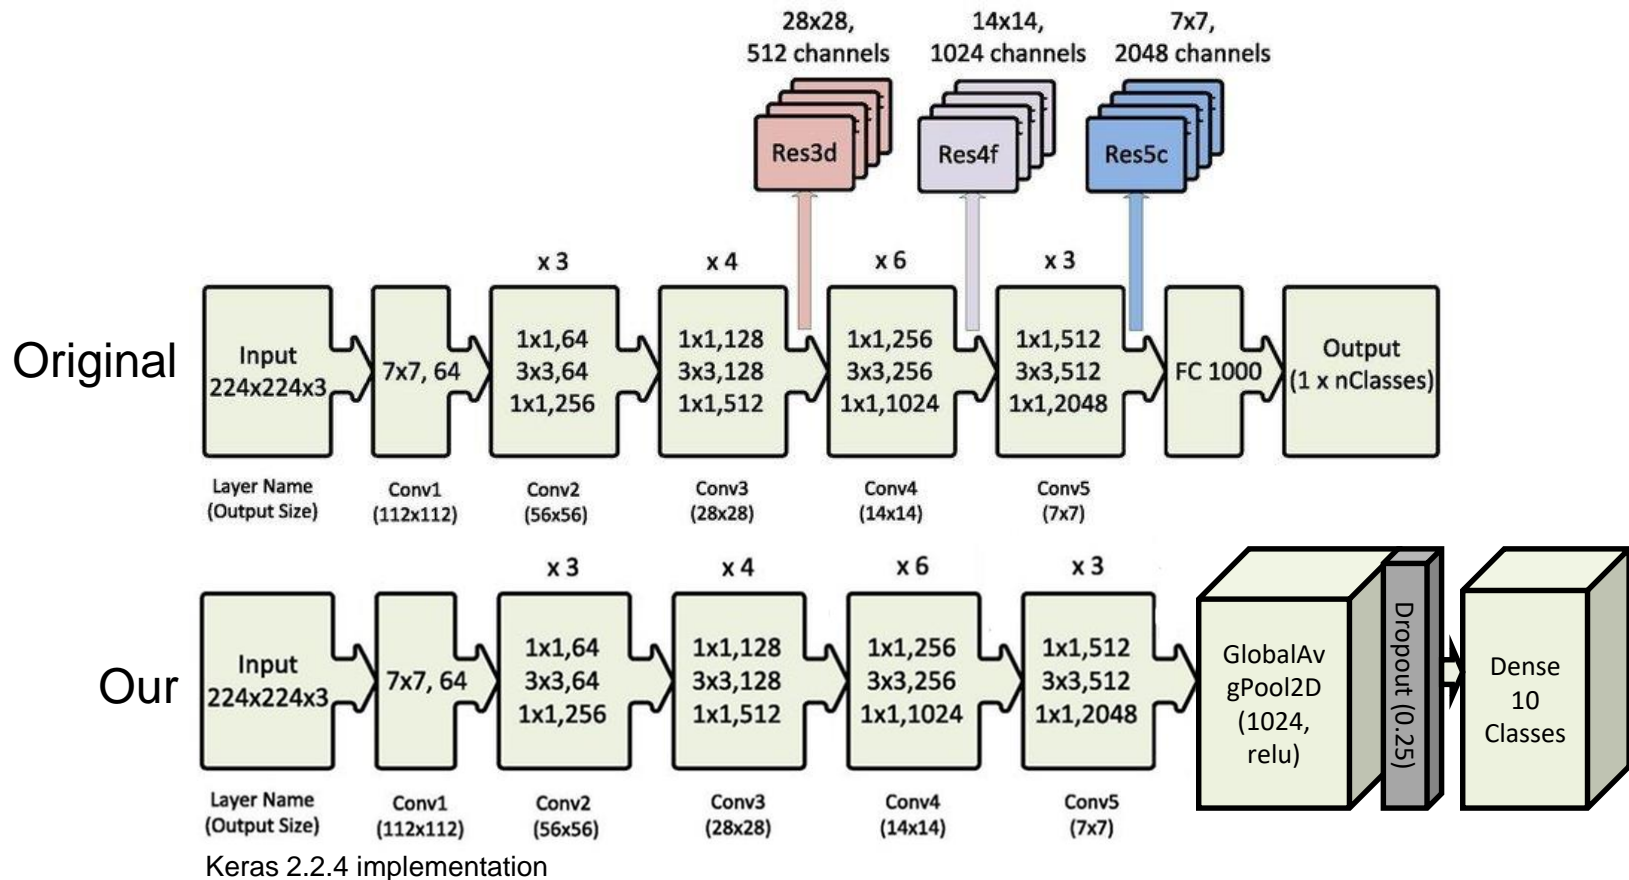 28x28,
512 channels
14x14,
1024 channels
7x7,
2048 channels
Res3d
Res4f
Res5c
x 3
x 4
x 6
x 3
Original
Input
224x224x3
7x7, 64
1x1,64
3x3,64
1x1,256
1x1,128
3x3,128
1x1,512
1x1,256
3x3,256
1x1,1024
1x1,512
3x3,512
1x1,2048
FC 1000
Output
(1 x nClasses)
Layer Name
(Output Size)
Conv1
(112x112)
Conv2
(56x56)
Conv3
(28x28)
Conv4
(14x14)
Conv5
(7x7)
x 3
x 4
x 6
x 3
Our
Input
224x224x3
7x7, 64
1x1,64
3x3,64
1x1,256
1x1,128
3x3,128
1x1,512
1x1,256
3x3,256
1x1,1024
1x1,512
3x3,512
1x1,2048
GlobalAv
gPool2D
(1024,
relu)
Dropout (0.25)
Dense
10
Classes
Layer Name
(Output Size)
Conv1
(112x112)
Conv2
(56x56)
Conv3
(28x28)
Conv4
(14x14)
Conv5
(7x7)
Keras 2.2.4 implementation